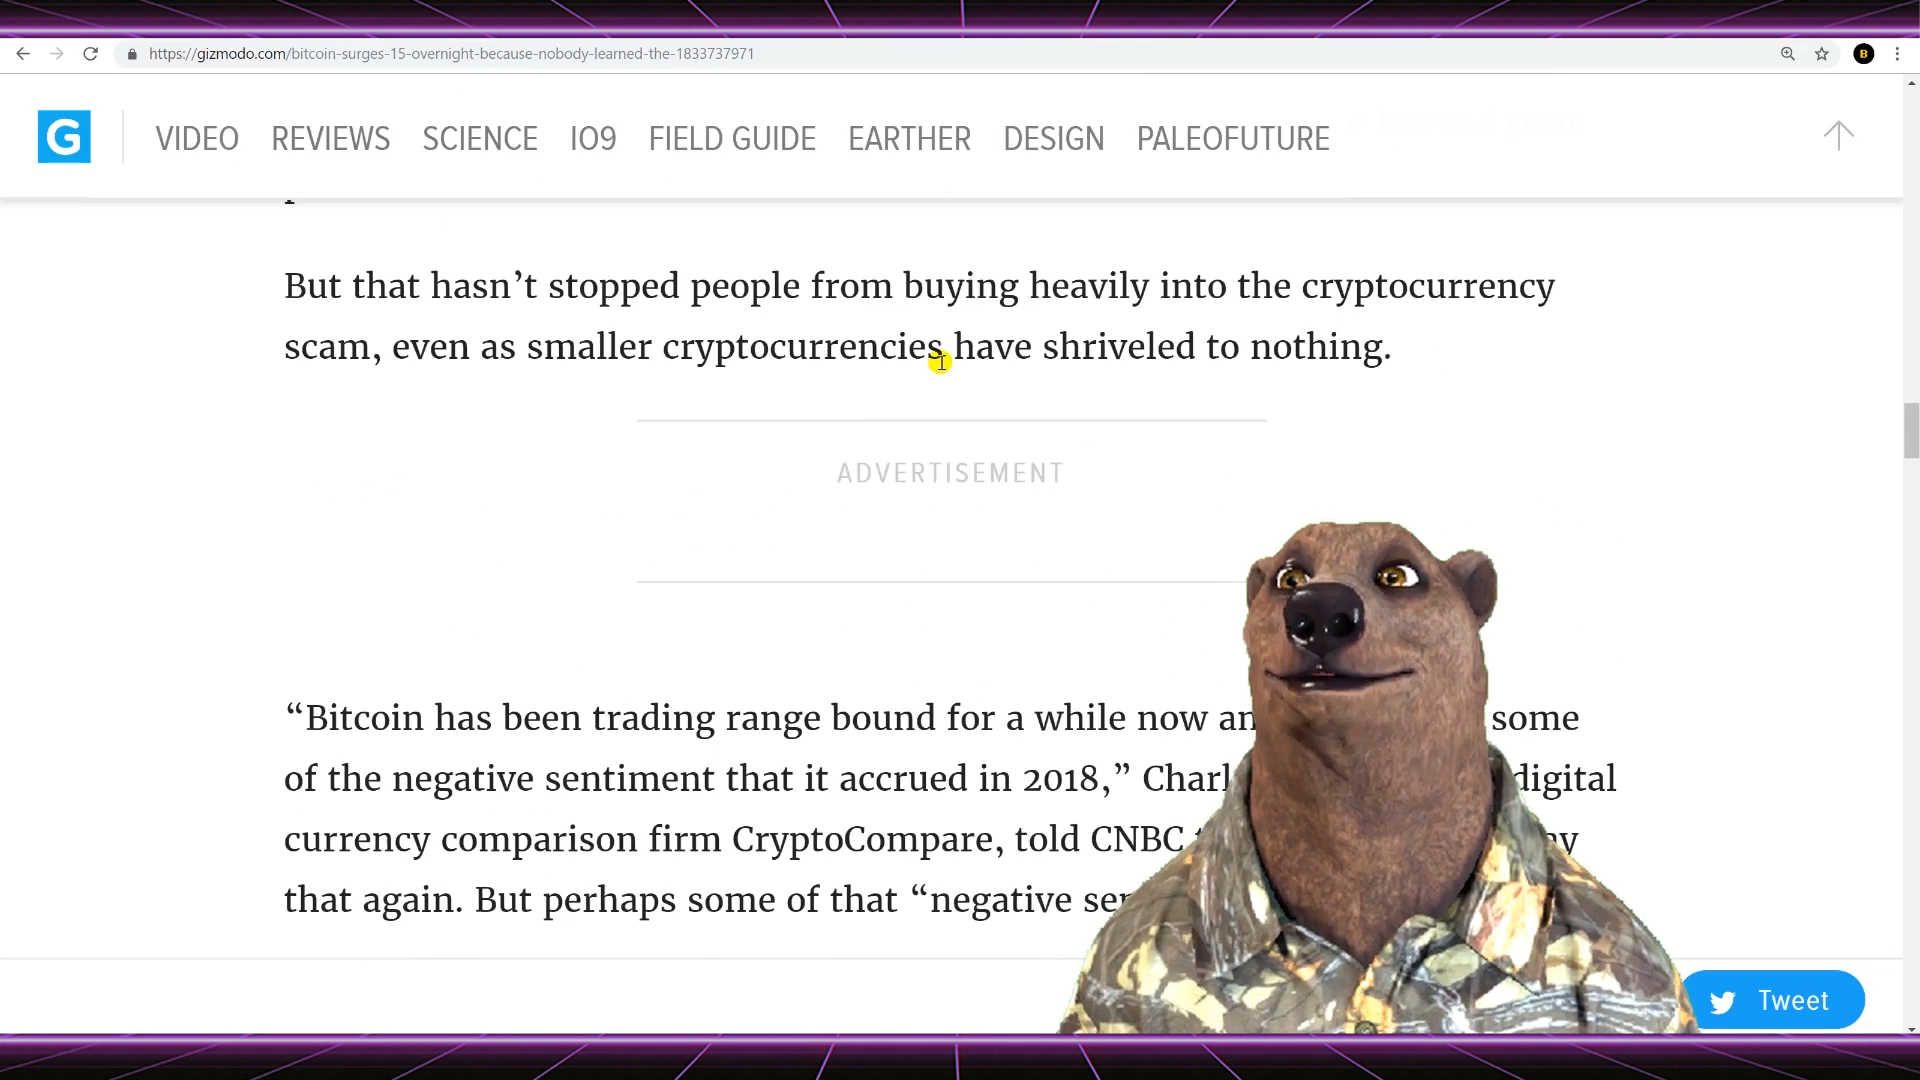 https://gizmodo.com/bitcoin-surges-15-overnight-because-nobody-learned-the-1833737971
B
G
VIDEO REVIEWS SCIENCE IO9 FIELD GUIDE EARTHER DESIGN PALEOFUTURE
But that hasn’t stopped people from buying heavily into the cryptocurrency
scam, even as smaller cryptocurrencies have shriveled to nothing.
ADVERTISEMENT
“Bitcoin has been trading range bound for a while now some
of the negative sentiment that it accrued in 2018,” digital
currency comparison firm CryptoCompare, told CNBC
that again. But perhaps some of that “negative
Tweet